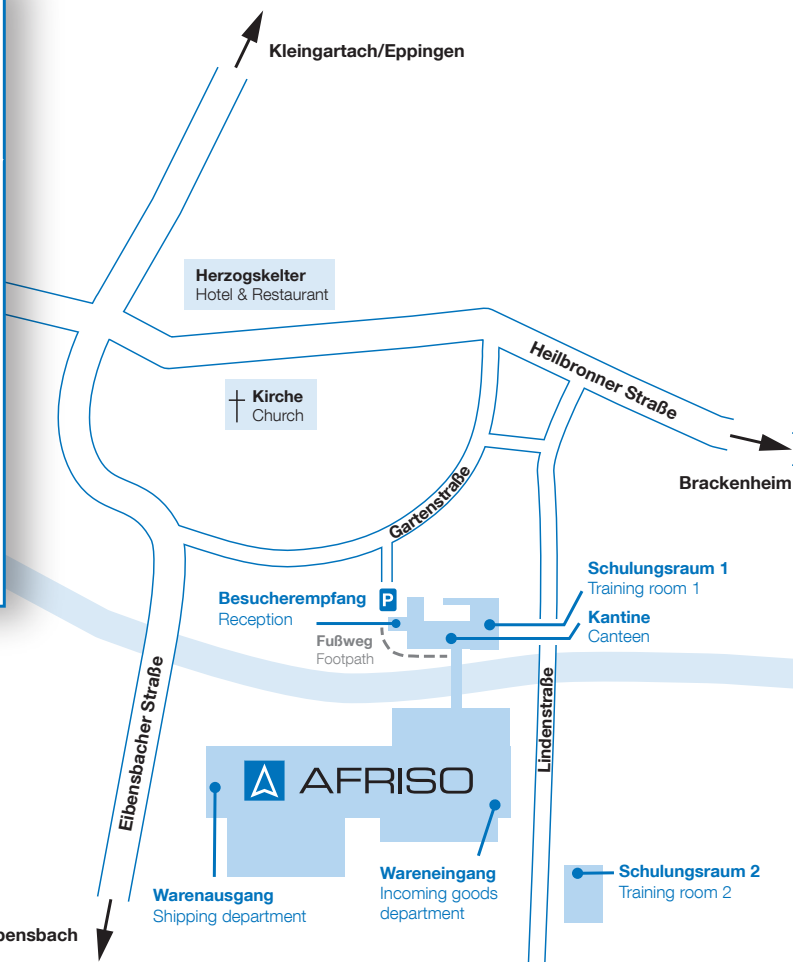 Kleingartach/Eppingen
Herzogskelter
Hotel & Restaurant
Heilbronner Straße
Kirche
Church
Brackenheim
Gartenstraße
Schulungsraum 1
Training room 1
Besucherempfang
Reception
P
Kantine
Canteen
Fußweg
Footpath
Eibensbacher Straße
Lindenstraße
AFRISO
Wareneingang
Incoming goods
department
Schulungsraum 2
Training room 2
Warenausgang
Shipping department